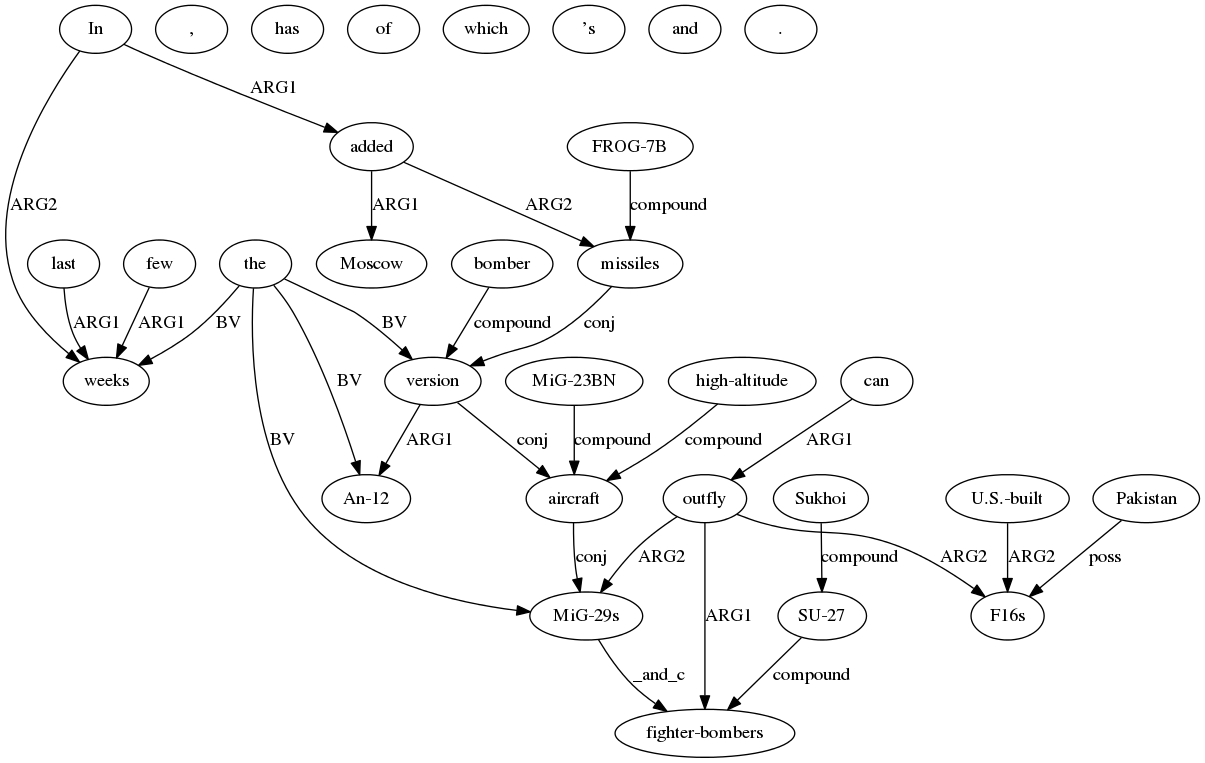 In , has of which ’s and .
ARG1
added FROG-7B
ARG2 ARG1 ARG2 compound
last few the Moscow bomber missiles
ARG1 ARG1 BV BV compound conj
weeks version MiG-23BN high-altitude can
BV BV ARG1 conj compound compound ARG1
An-12 aircraft outfly Sukhoi U.S.-built Pakistan
conj ARG2 ARG1 compound ARG2 ARG2 poss
MiG-29s SU-27 F16s
_and_c compound
fighter-bombers